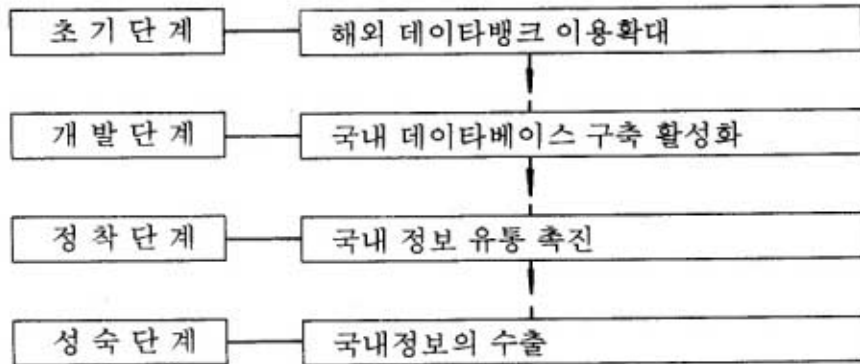 초 기 단 계
해외 데이타뱅크 이용확대
개 발 단 계
국내 데이타베이스 구축 활성화
정 착 단 계
국내 정보 유통 촉진
성 숙 단 계
국내정보의 수출